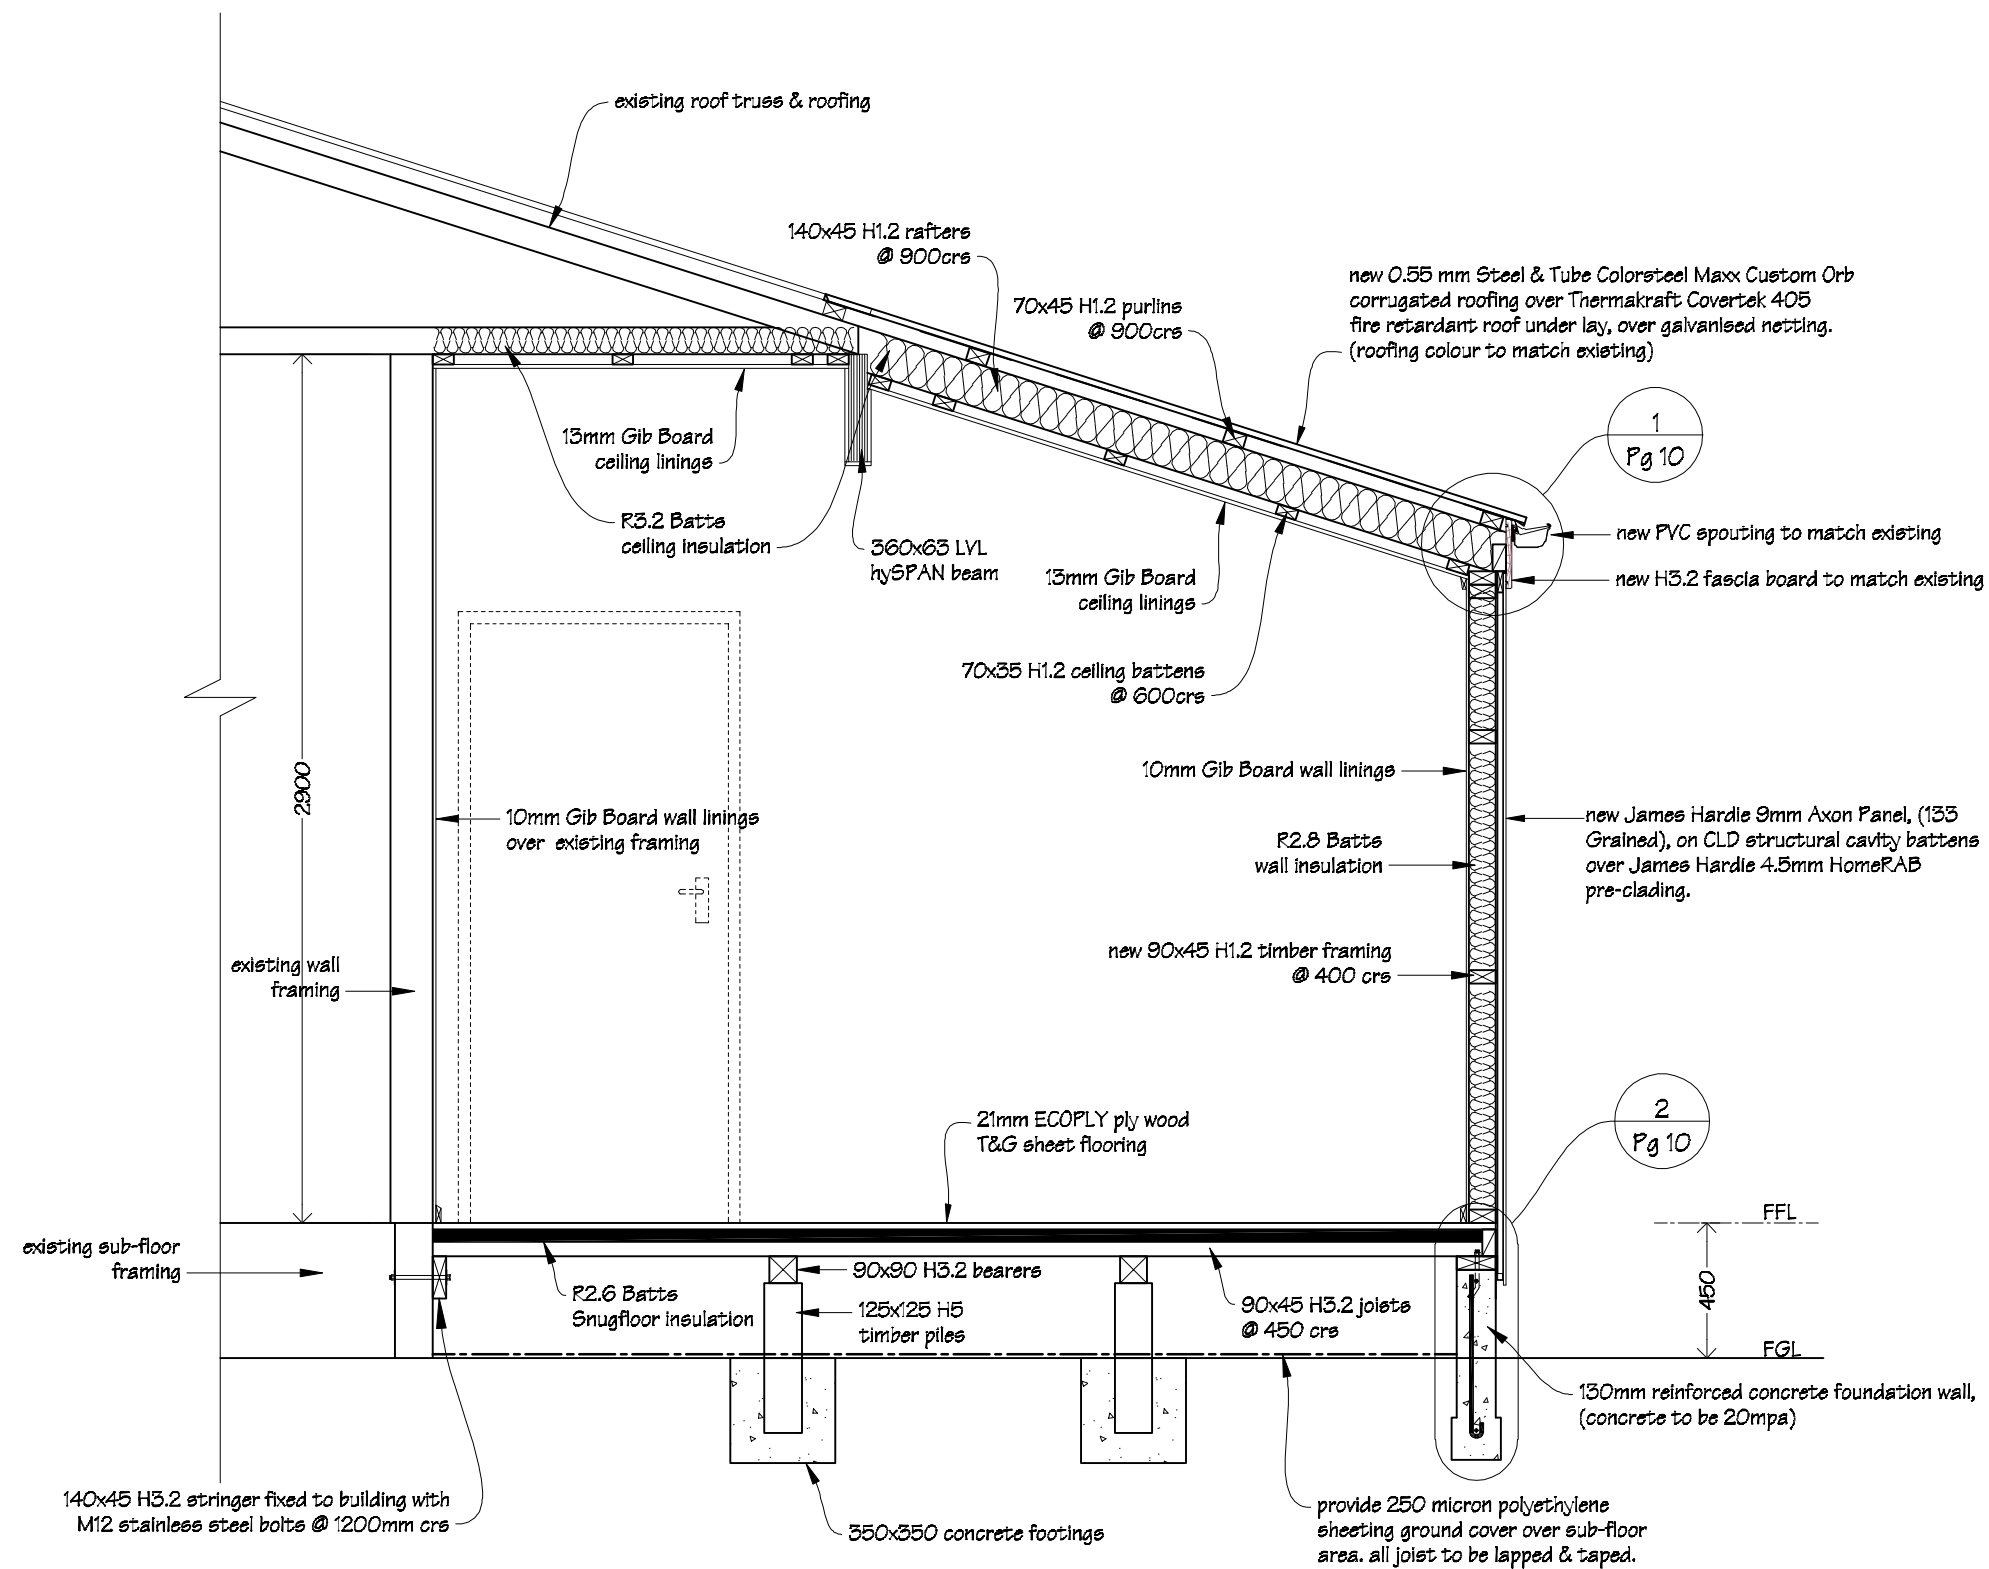 existing roof truss & roofing
140x45 H1.2 rafters
@ 900crs
70x45 H1.2 purlins
@ 900crs
new 0.55 mm Steel & Tube Colorsteel Maxx Custom Orb
corrugated roofing over Thermakraft Covertek 405
fire retardant roof under lay, over galvanised netting.
(roofing colour to match existing)
1
Pg 10
13mm Gib Board
ceiling linings
R3.2 Batts
ceiling insulation
360x63 LVL
hySPAN beam
13mm Gib Board
ceiling linings
new PVC spouting to match existing
new H3.2 fascia board to match existing
70x35 H1.2 ceiling battens
@ 600crs
2900
10mm Gib Board wall linings
10mm Gib Board wall linings
over existing framing
new James Hardie 9mm Axon Panel, (133
Grained), on CLD structural cavity battens
over James Hardie 4.5mm HomeRAB
pre-clading.
R2.8 Batts
wall insulation
existing wall
framing
new 90x45 H1.2 timber framing
@ 400 crs
21mm ECOPLY ply wood
T&G sheet flooring
2
Pg 10
FFL
450
FGL
existing sub-floor
framing
R2.6 Batts
Snugfloor insulation
90x90 H3.2 bearers
125x125 H5
timber piles
90x45 H3.2 joists
@ 450 crs
130mm reinforced concrete foundation wall,
(concrete to be 20mpa)
140x45 H3.2 stringer fixed to building with
M12 stainless steel bolts @ 1200mm crs
350x350 concrete footings
provide 250 micron polyethylene
sheeting ground cover over sub-floor
area. all joist to be lapped & taped.